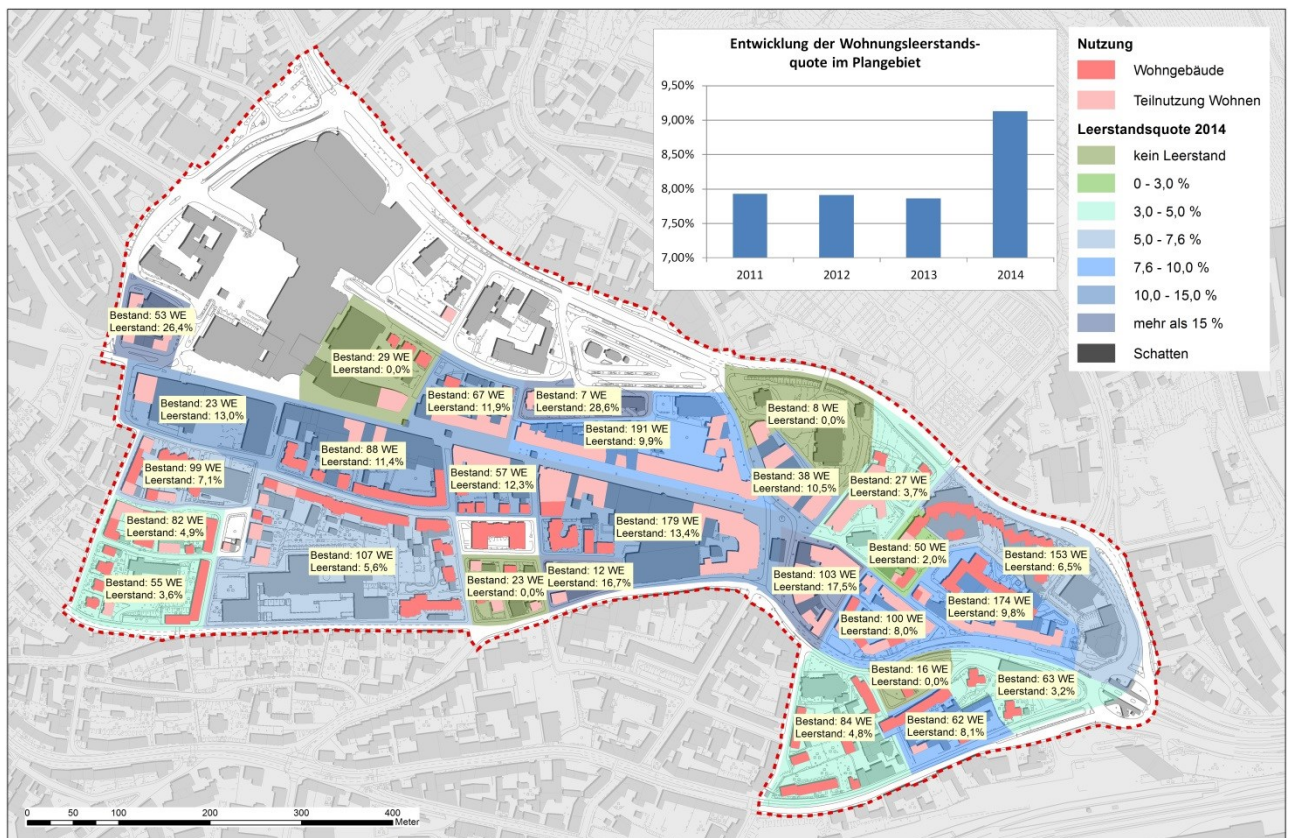 Entwicklung der Wohnungsleerstands-
quote im Plangebiet
9,50%
9,00%
8,50%
8,00%
7,50%
7,00%
2011
2012
2013
2014
Nutzung
Wohngebäude
Teilnutzung Wohnen
Leerstandsquote 2014
kein Leerstand
0 - 3,0 %
3,0 - 5,0 %
5,0 - 7,6 %
7,6 - 10,0 %
10,0 - 15,0 %
mehr als 15 %
Schatten
Bestand: 53 WE
Leerstand: 26,4%
Bestand: 29 WE
Leerstand: 0,0%
Bestand: 23 WE
Leerstand: 13,0%
Bestand: 67 WE
Leerstand: 11,9%
Bestand: 7 WE
Leerstand: 28,6%
Bestand: 8 WE
Leerstand: 0,0%
Bestand: 191 WE
Leerstand: 9,9%
Bestand: 88 WE
Leerstand: 11,4%
Bestand: 99 WE
Leerstand: 7,1%
Bestand: 57 WE
Leerstand: 12,3%
Bestand: 38 WE
Leerstand: 10,5%
Bestand: 27 WE
Leerstand: 3,7%
Bestand: 82 WE
Leerstand: 4,9%
Bestand: 179 WE
Leerstand: 13,4%
Bestand: 107 WE
Leerstand: 5,6%
Bestand: 50 WE
Leerstand: 2,0%
Bestand: 153 WE
Leerstand: 6,5%
Bestand: 55 WE
Leerstand: 3,6%
Bestand: 23 WE
Leerstand: 0,0%
Bestand: 12 WE
Leerstand: 16,7%
Bestand: 103 WE
Leerstand: 17,5%
Bestand: 174 WE
Leerstand: 9,8%
Bestand: 100 WE
Leerstand: 8,0%
Bestand: 16 WE
Leerstand: 0,0%
Bestand: 63 WE
Leerstand: 3,2%
Bestand: 84 WE
Leerstand: 4,8%
Bestand: 62 WE
Leerstand: 8,1%
0 50 100 200 300 400
Meter